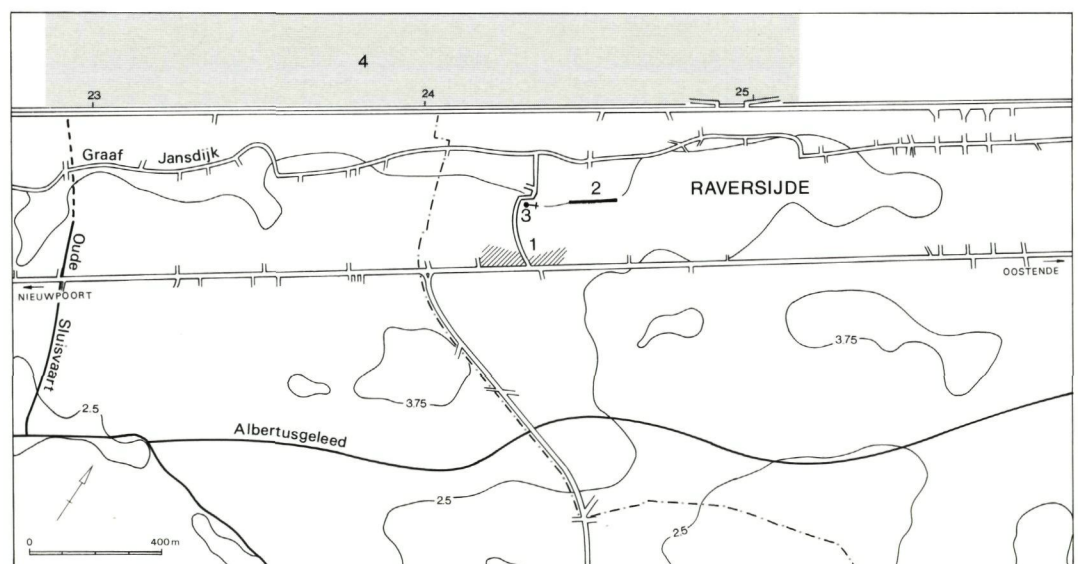 4
23
24
25
Graaf Jansdijk
2
RAVERSIJDE
3
1
Oude Sluisvaart
NIEUWPOORT
OOSTENDE
3.75
3.75
2.5
Albertusgeleed
2.5
2.5
0 400 m